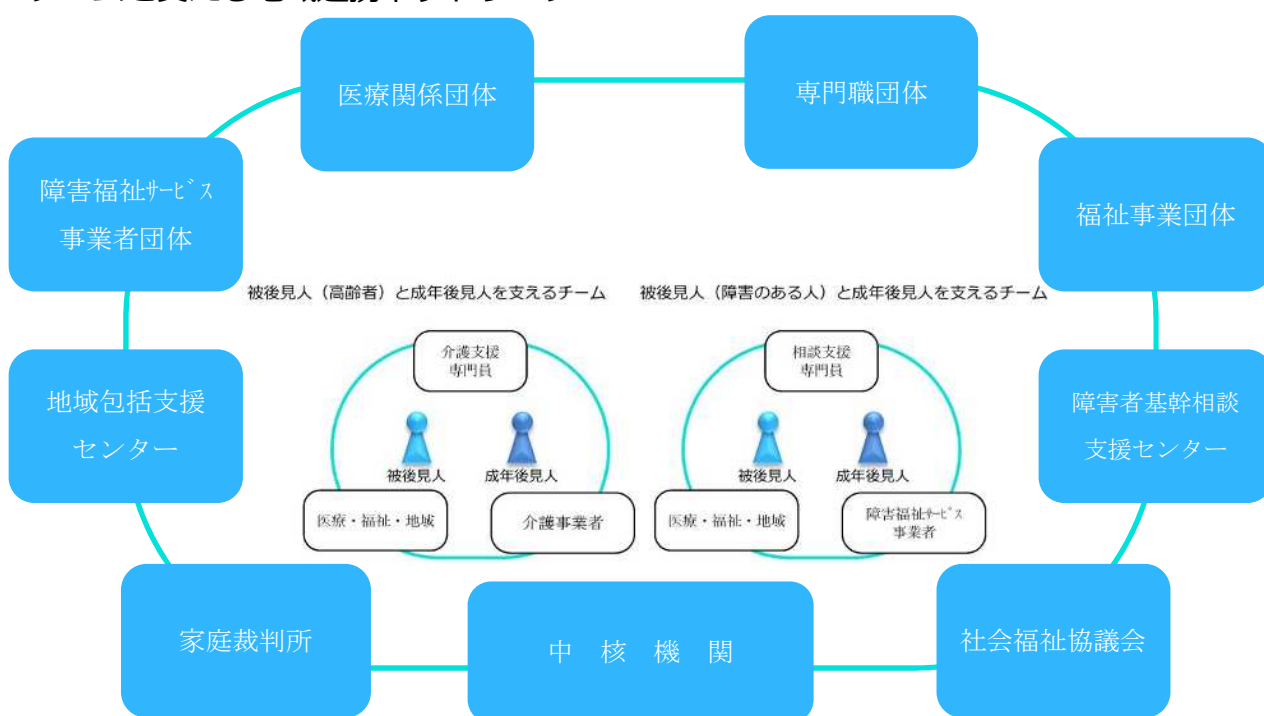 医療関係団体
専門職団体
障害福祉ｻｰﾋﾞｽ
事業者団体
福祉事業団体
被後見人（高齢者）と成年後見人を支えるチーム
被後見人（障害のある人）と成年後見人を支えるチーム
介護支援
専門員
被後見人
成年後見人
医療・福祉・地域
介護事業者
相談支援
専門員
被後見人
成年後見人
医療・福祉・地域
障害福祉ｻｰﾋﾞｽ
事業者
地域包括支援
センター
障害者基幹相談
支援センター
家庭裁判所
中　核　機　関
社会福祉協議会